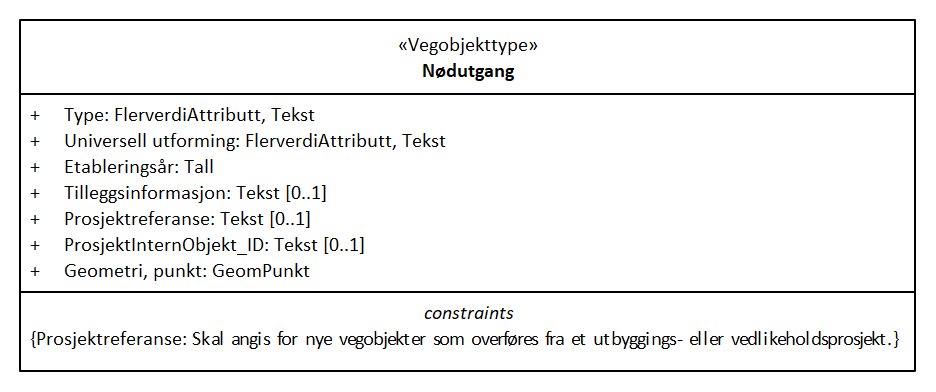 «Vegobjekttype»
Nødutgang
+ Type: FlerverdiAttributt, Tekst
+ Universell utforming: FlerverdiAttributt, Tekst
+ Etableringsår: Tall
+ Tilleggsinformasjon: Tekst [0..1]
+ Prosjektreferanse: Tekst [0..1]
+ ProsjektInternObjekt_ID: Tekst [0..1]
+ Geometri, punkt: GeomPunkt
constraints
{Prosjektreferanse: Skal angis for nye vegobjekter som overføres fra et utbyggings- eller vedlikeholdsprosjekt.}